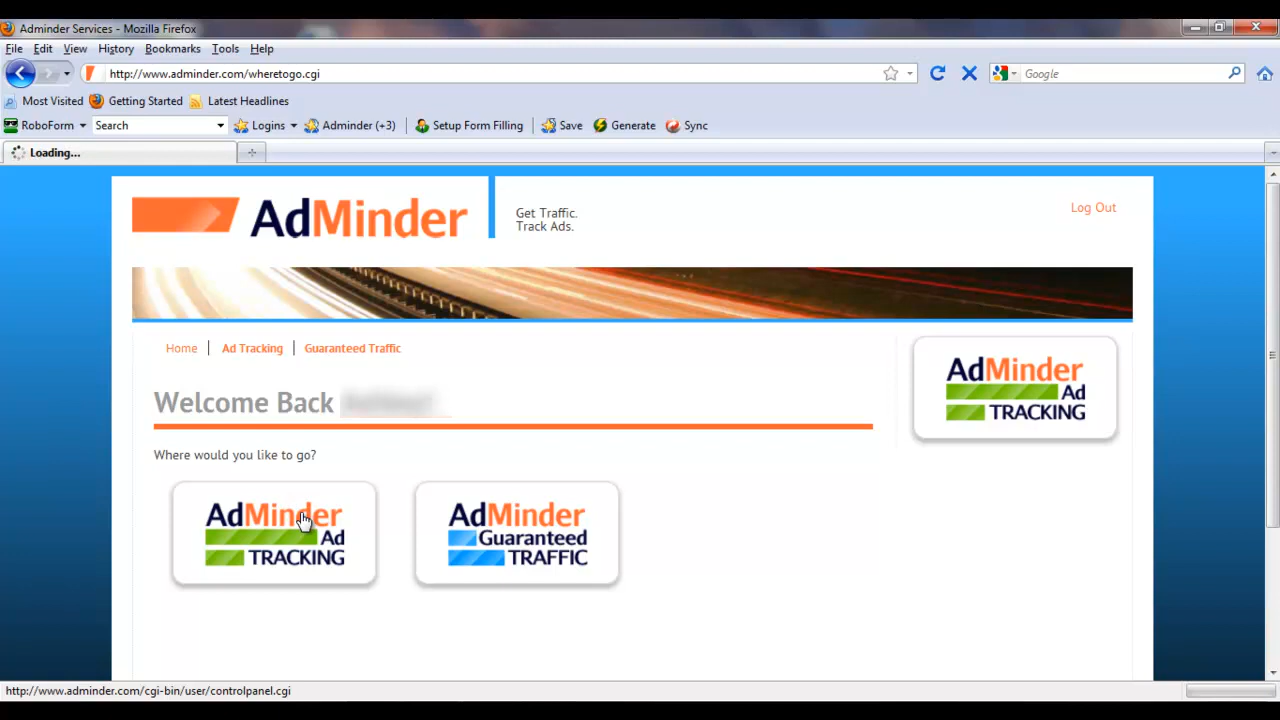 Adminder Services - Mozilla Firefox
File Edit View History Bookmarks Tools Help
http://www.adminder.com/wheretogo.cgi
Google
Most Visited Getting Started Latest Headlines
RoboForm Search Logins Adminder (+3) Setup Form Filling Save Generate Sync
Loading...
AdMinder
Get Traffic.
Track Ads.
Log Out
Home Ad Tracking Guaranteed Traffic
AdMinder
Ad
TRACKING
Welcome Back
Where would you like to go?
AdMinder
Ad
TRACKING
AdMinder
Guaranteed
TRAFFIC
http://www.adminder.com/cgi-bin/user/controlpanel.cgi